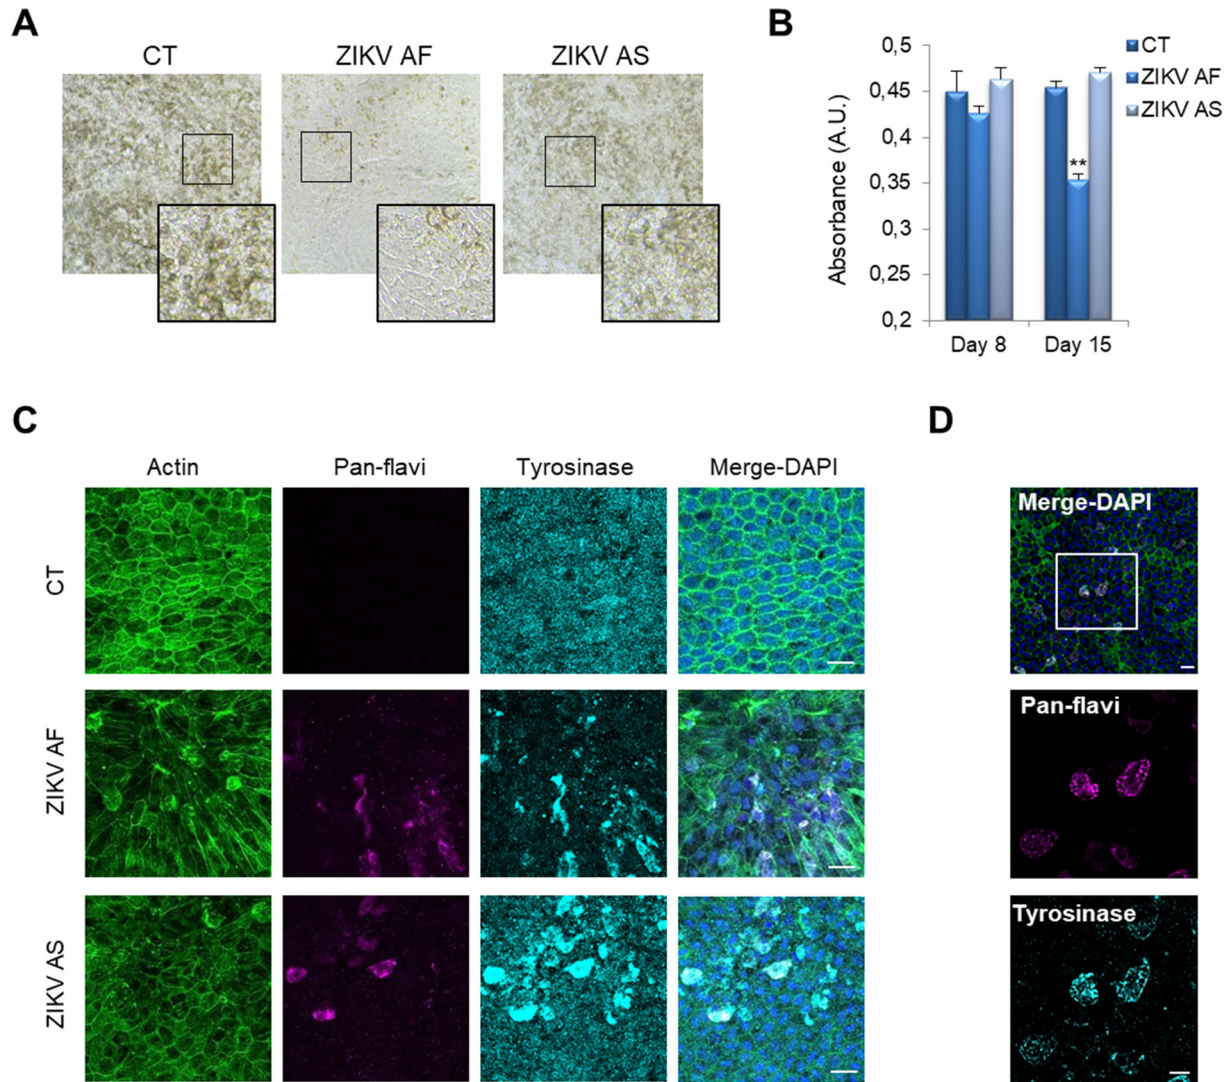 A
CT
ZIKV AF
ZIKV AS
B
Absorbance (A.U.)
0,5
0,45
0,4
0,35
0,3
0,25
0,2
**
Day 8
Day 15
CT
ZIKV AF
ZIKV AS
C
Actin
Pan-flavi
Tyrosinase
Merge-DAPI
CT
ZIKV AF
ZIKV AS
D
Merge-DAPI
Pan-flavi
Tyrosinase